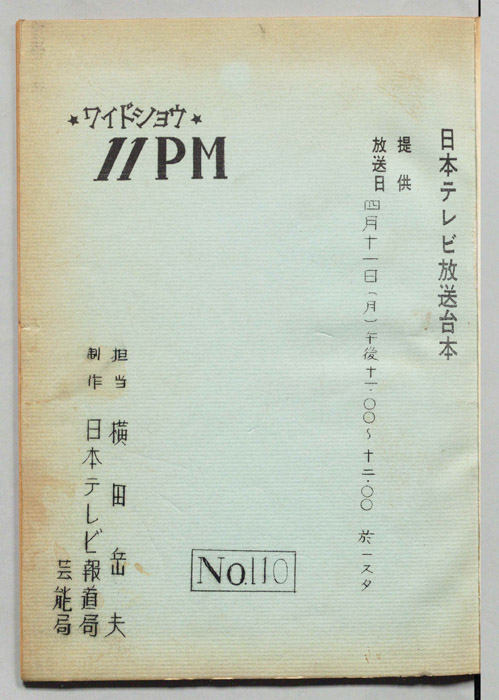 日本テレビ放送台本
提供
放送日 四月十一日(月)午後十一・〇〇~十二・〇〇 於一スタ
★ワイドショウ★
11PM
No.110
担当 横田岳夫
制作 日本テレビ報道局
芸能局